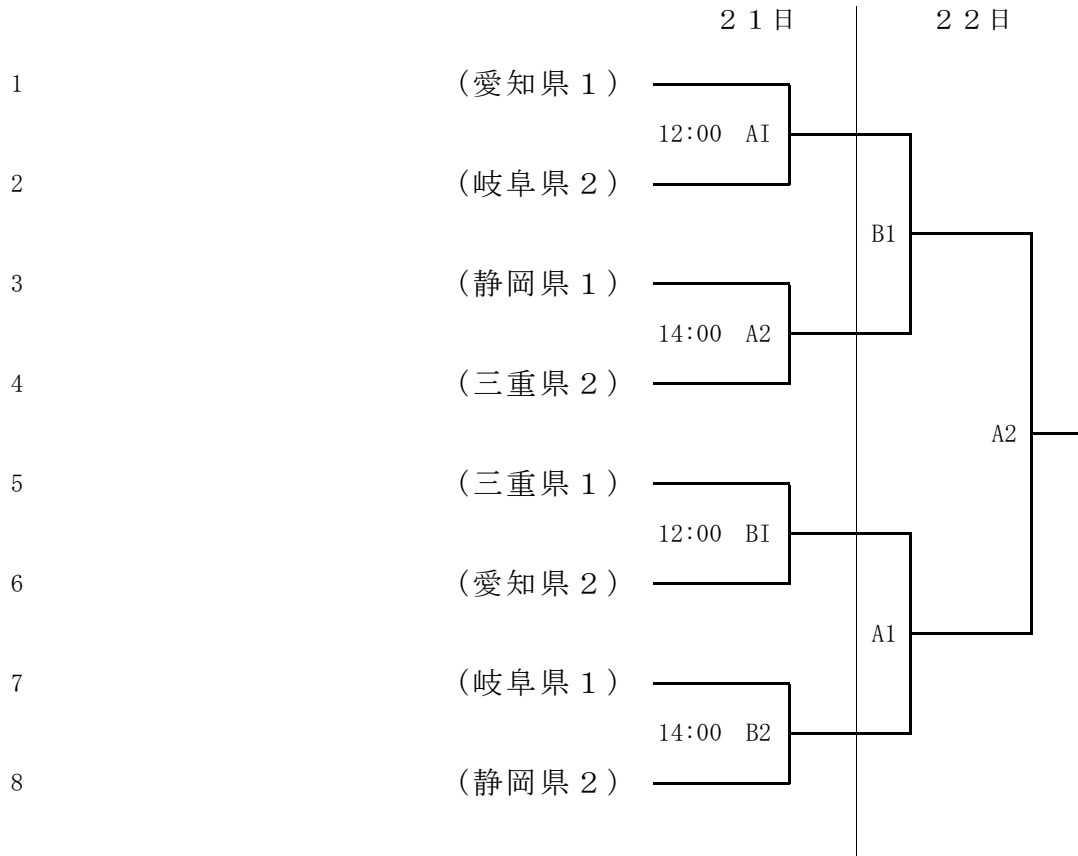 ２１日 ２２日
1 (愛知県１)
12:00 AI
2 (岐阜県２)
B1
3 (静岡県１)
14:00 A2
4 (三重県２)
A2
5 (三重県１)
12:00 BI
6 (愛知県２)
A1
7 (岐阜県１)
14:00 B2
8 (静岡県２)